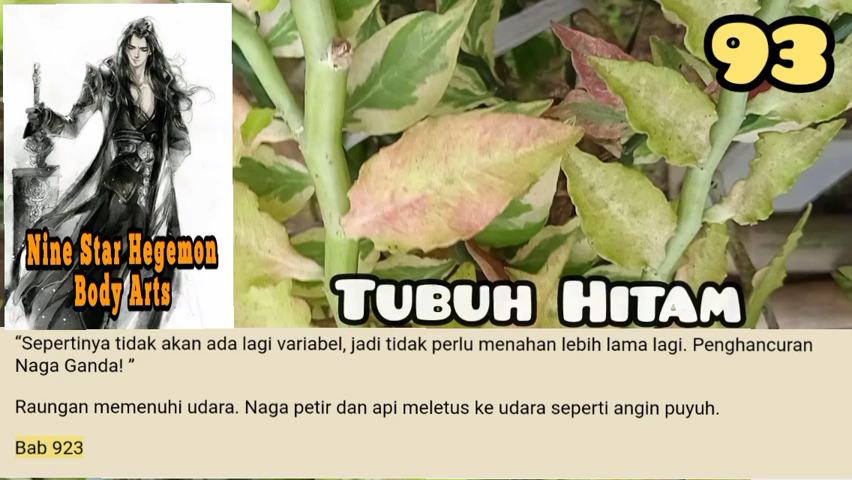 93
Nine Star Hegemon
Body Arts
TUBUH HITAM
“Sepertinya tidak akan ada lagi variabel, jadi tidak perlu menahan lebih lama lagi. Penghancuran
Naga Ganda! ”
Raungan memenuhi udara. Naga petir dan api meletus ke udara seperti angin puyuh.
Bab 923